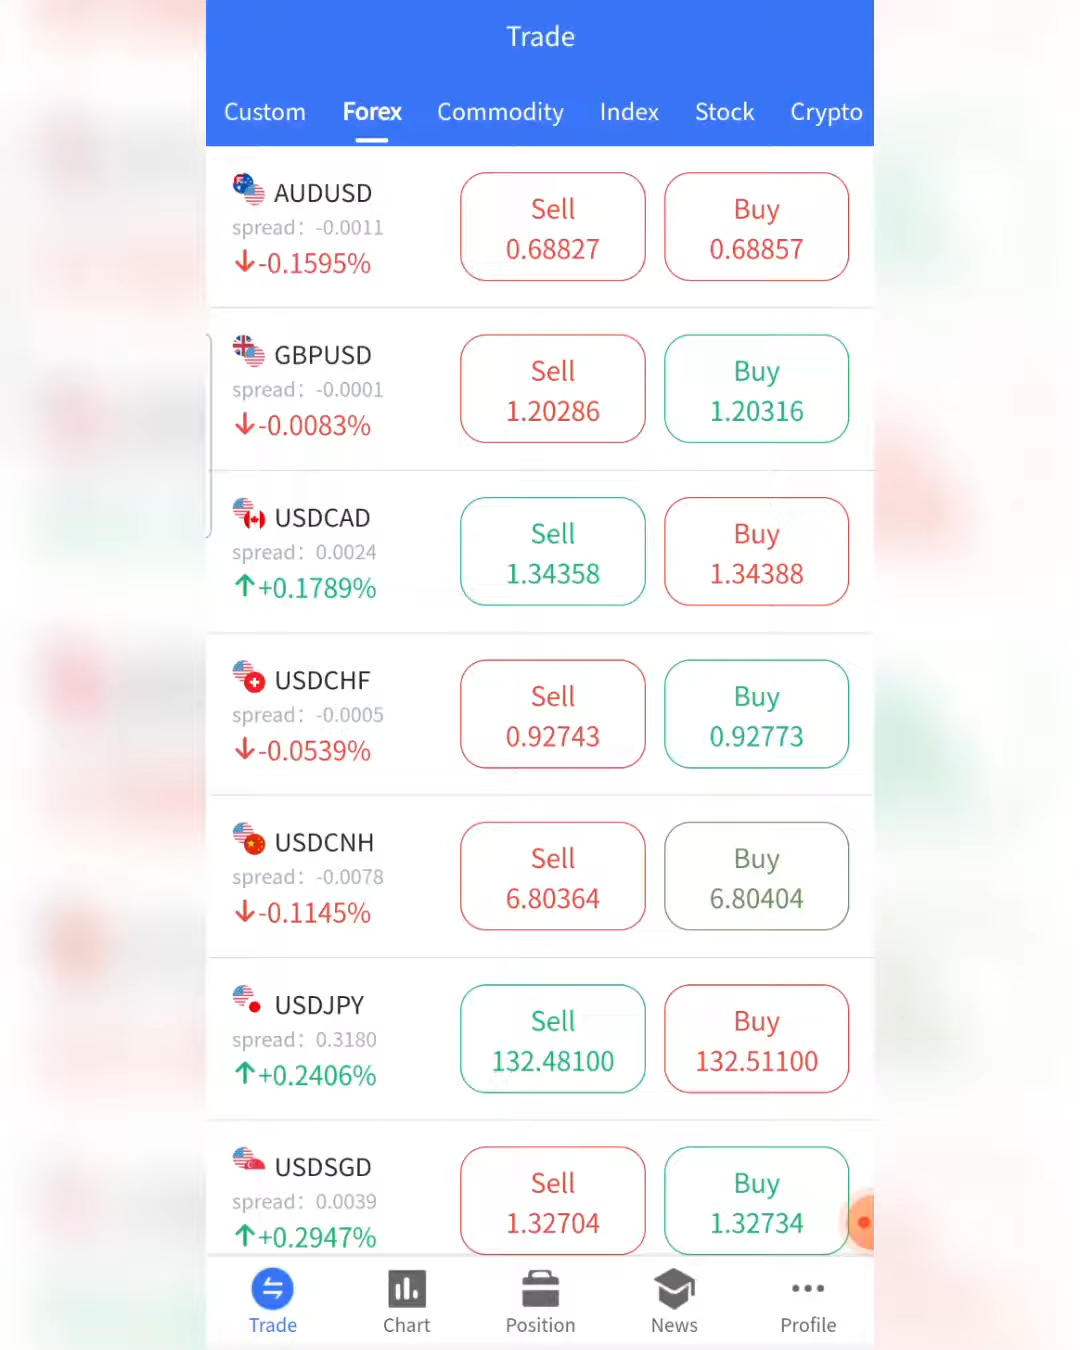 Trade
Custom Forex Commodity Index Stock Crypto
AUDUSD
spread: -0.0011
↓-0.1595%
Sell
0.68827
Buy
0.68857
GBPUSD
spread: -0.0001
↓-0.0083%
Sell
1.20286
Buy
1.20316
USDCAD
spread: 0.0024
↑+0.1789%
Sell
1.34358
Buy
1.34388
USDCHF
spread: -0.0005
↓-0.0539%
Sell
0.92743
Buy
0.92773
USDCNH
spread: -0.0078
↓-0.1145%
Sell
6.80364
Buy
6.80404
USDJPY
spread: 0.3180
↑+0.2406%
Sell
132.48100
Buy
132.51100
USDSGD
spread: 0.0039
↑+0.2947%
Sell
1.32704
Buy
1.32734
Trade Chart Position News Profile